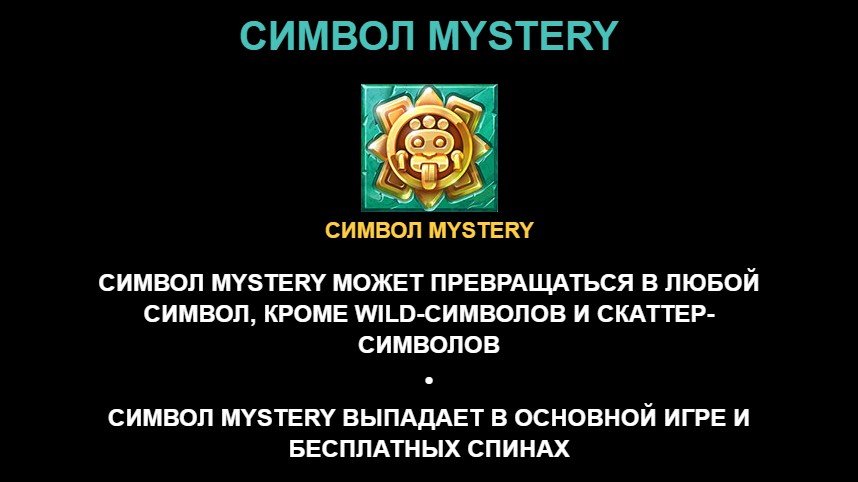 СИМВОЛ MYSTERY
СИМВОЛ MYSTERY
СИМВОЛ MYSTERY МОЖЕТ ПРЕВРАЩАТЬСЯ В ЛЮБОЙ
СИМВОЛ, КРОМЕ WILD-СИМВОЛОВ И СКАТТЕР-
СИМВОЛОВ
•
СИМВОЛ MYSTERY ВЫПАДАЕТ В ОСНОВНОЙ ИГРЕ И
БЕСПЛАТНЫХ СПИНАХ